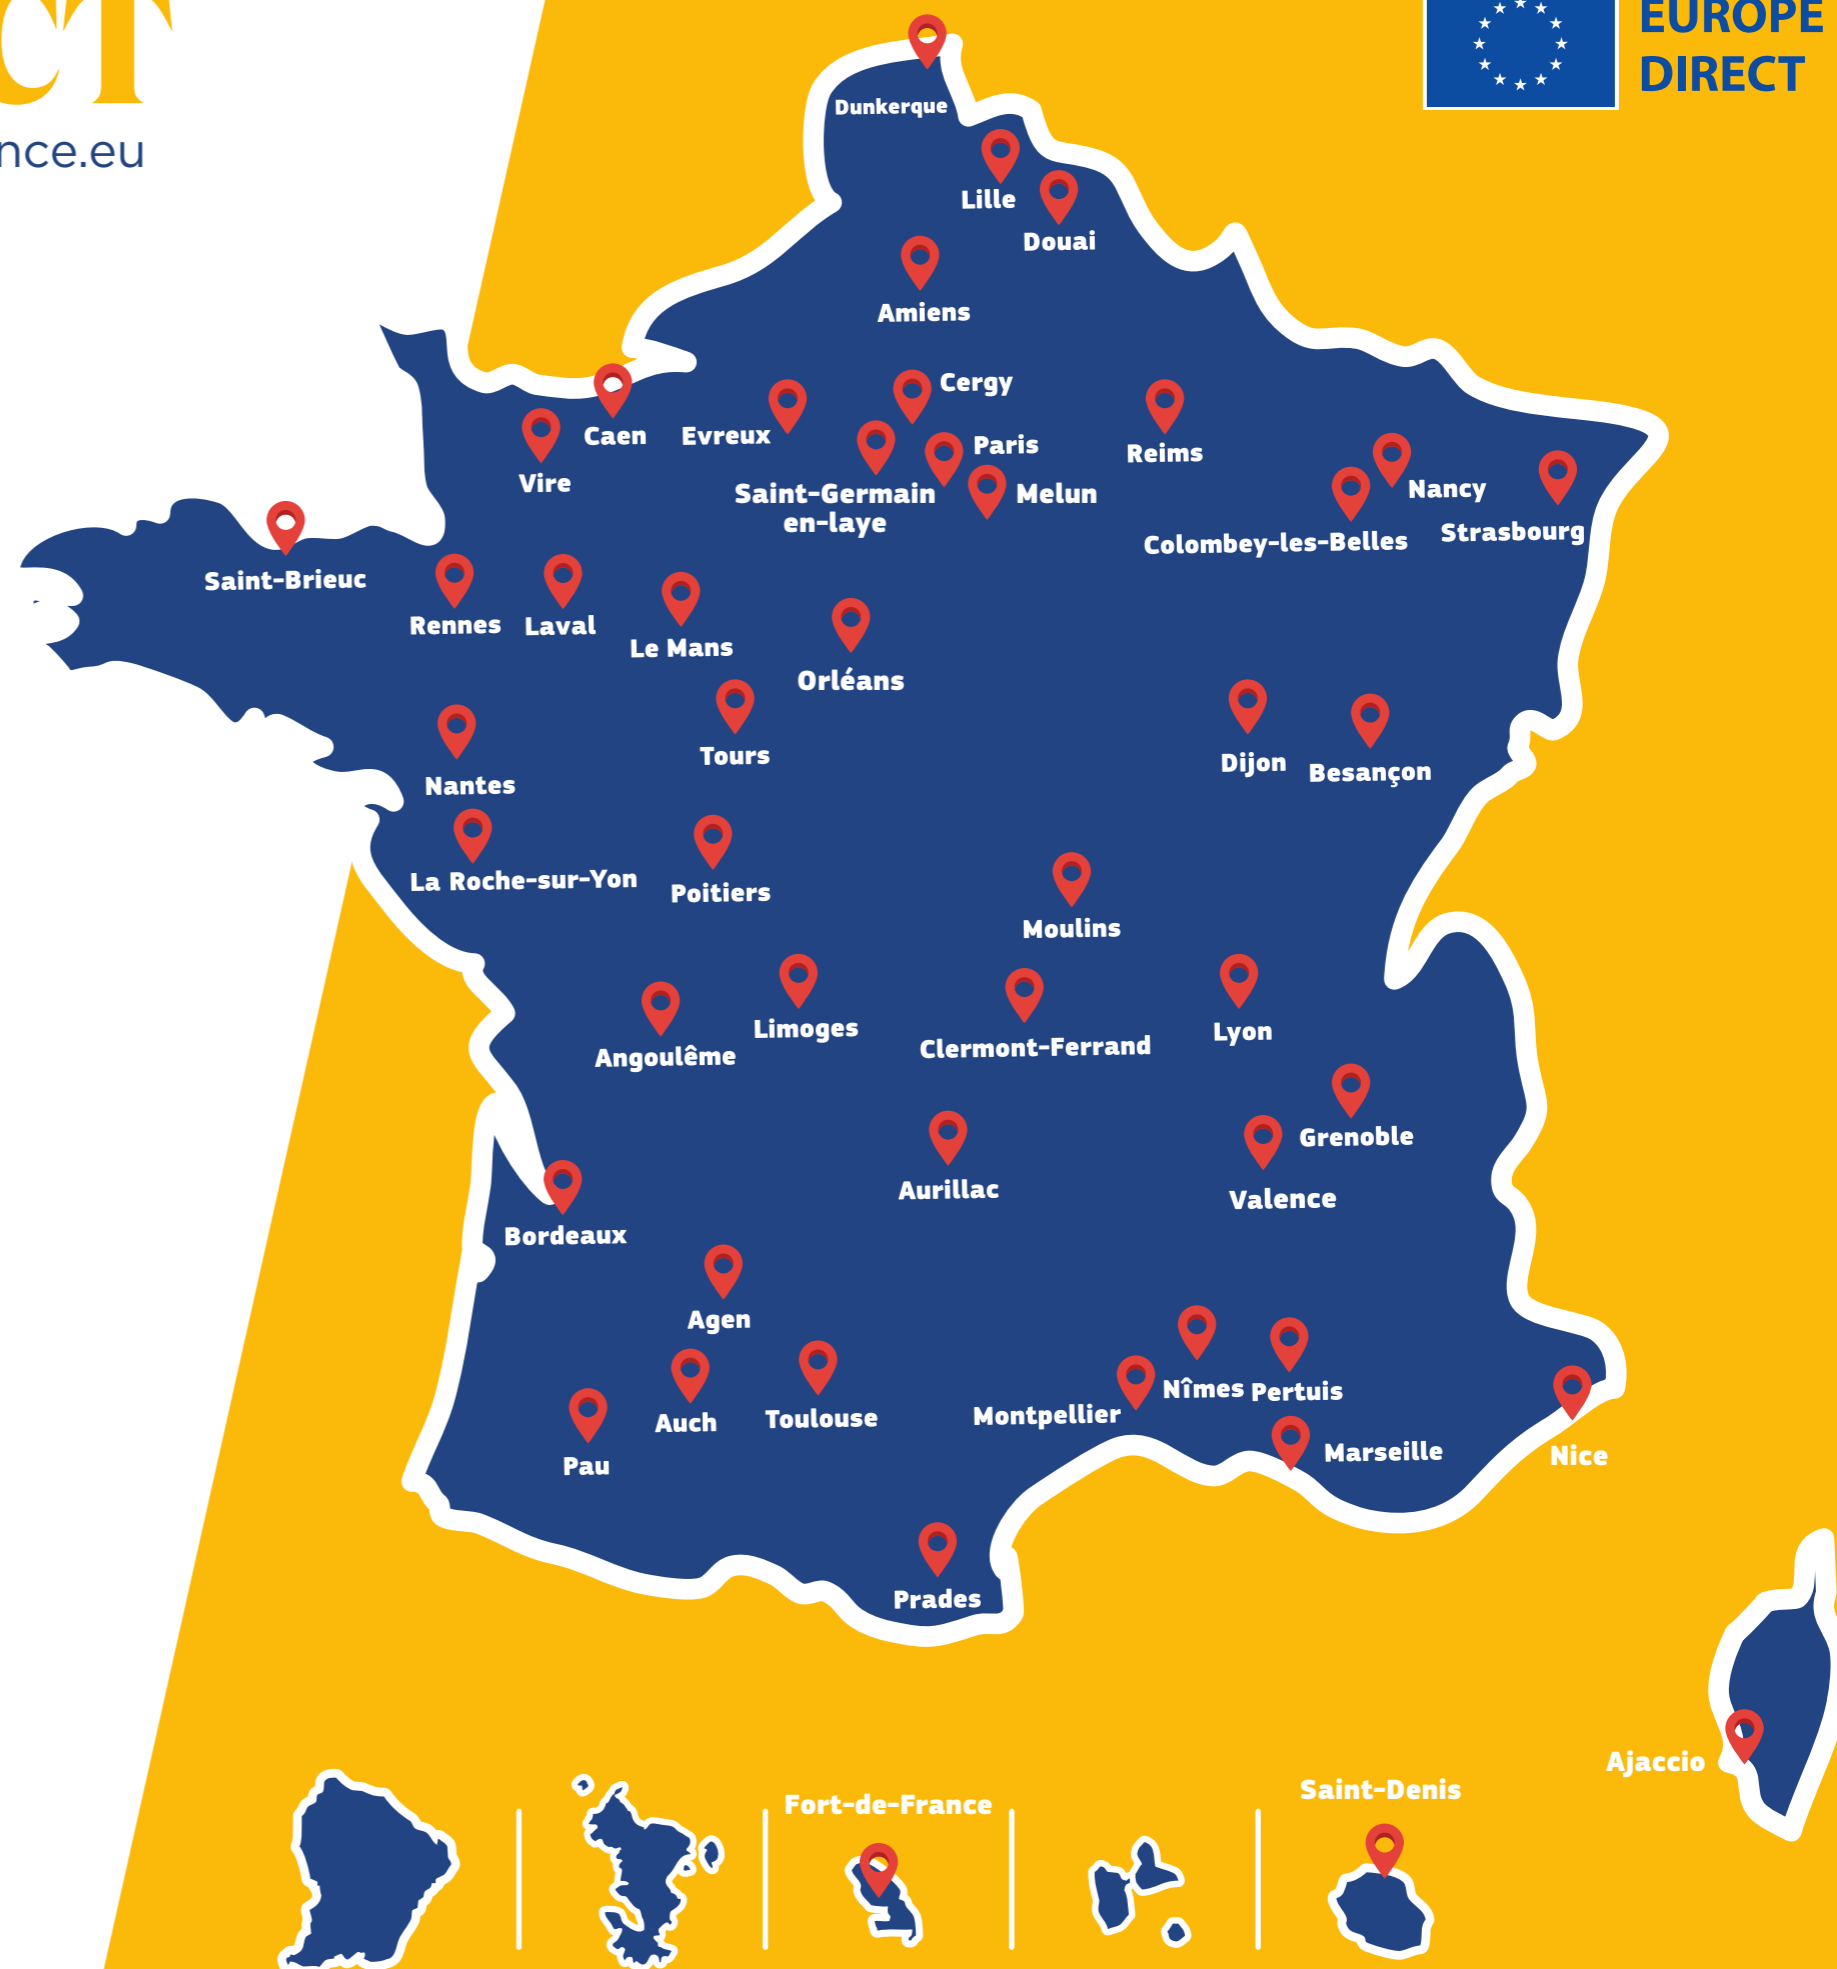 CT
nce.eu
EUROPE
DIRECT
Dunkerque
Lille
Douai
Amiens
Cergy
Caen
Evreux
Paris
Reims
Vire
Saint-Germain
en-laye
Melun
Nancy
Colombey-les-Belles
Strasbourg
Saint-Brieuc
Rennes
Laval
Le Mans
Orléans
Tours
Dijon
Besançon
Nantes
La Roche-sur-Yon
Poitiers
Moulins
Limoges
Angoulême
Clermont-Ferrand
Lyon
Grenoble
Aurillac
Valence
Bordeaux
Agen
Auch
Toulouse
Montpellier
Nîmes
Pertuis
Pau
Marseille
Nice
Prades
Ajaccio
Fort-de-France
Saint-Denis